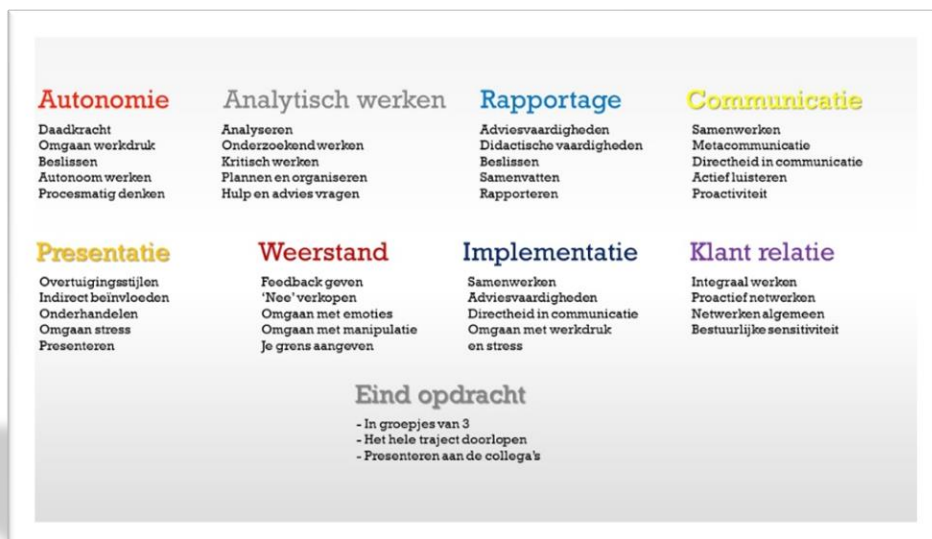 Autonomie
Daadkracht
Omgaan werkdruk
Beslissen
Autonoom werken
Procesmatig denken
Analytisch werken
Analyseren
Onderzoekend werken
Kritisch werken
Plannen en organiseren
Hulp en advies vragen
Rapportage
Adviesvaardigheden
Didactische vaardigheden
Beslissen
Samenvatten
Rapporteren
Communicatie
Samenwerken
Metacommunicatie
Directheid in communicatie
Actief luisteren
Proactiviteit
Presentatie
Overtuigingsstijlen
Indirect beïnvloeden
Onderhandelen
Omgaan stress
Presenteren
Weerstand
Feedback geven
‘Nee’ verkopen
Omgaan met emoties
Omgaan met manipulatie
Je grens aangeven
Implementatie
Samenwerken
Adviesvaardigheden
Directheid in communicatie
Omgaan met werkdruk
en stress
Klant relatie
Integraal werken
Proactief netwerken
Netwerken algemeen
Bestuurlijke sensitiviteit
Eind opdracht
- In groepjes van 3
- Het hele traject doorlopen
- Presenteren aan de collega’s